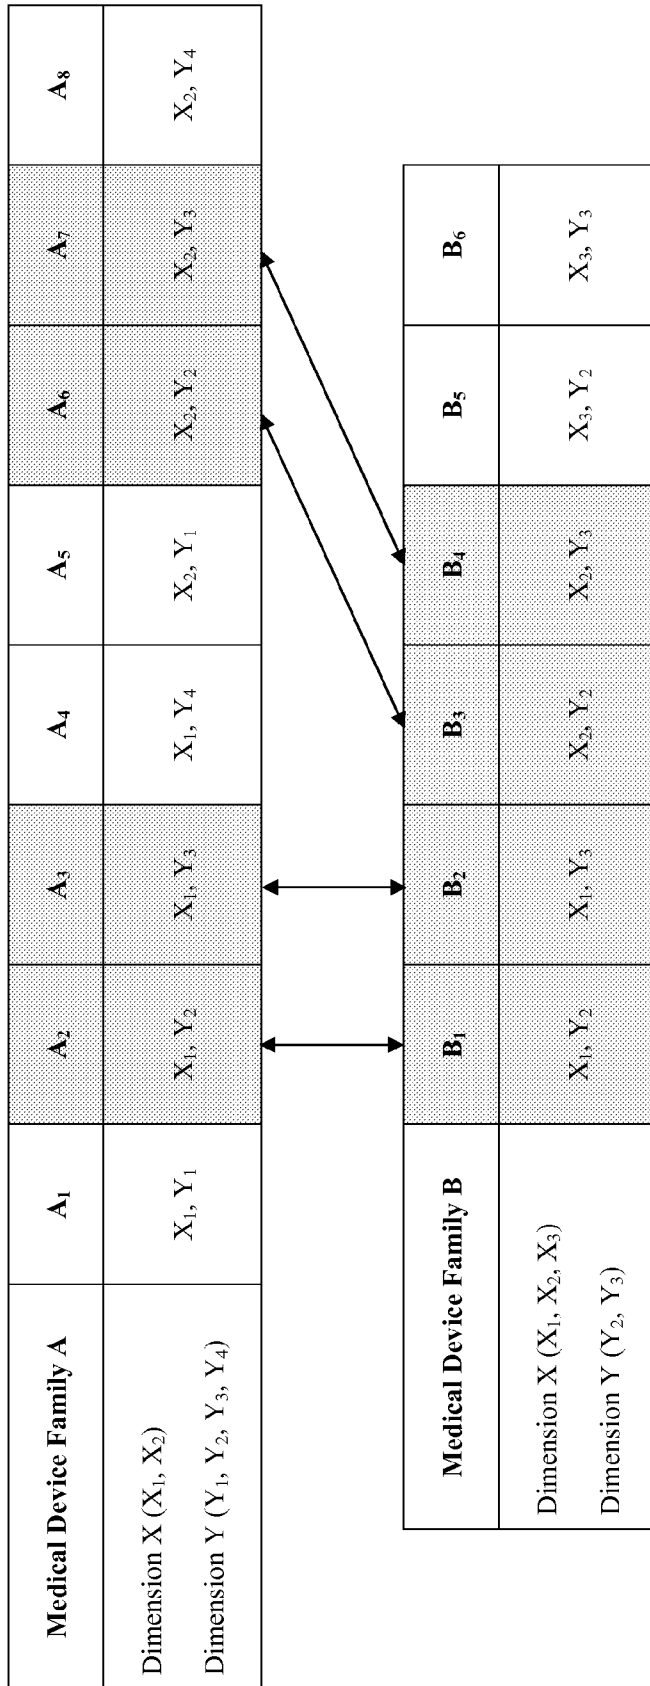 Medical Device Family A
A₁
A₂
A₃
A₄
A₅
A₆
A₇
A₈
Dimension X (X₁, X₂)
Dimension Y (Y₁, Y₂, Y₃, Y₄)
X₁, Y₁
X₁, Y₂
X₁, Y₃
X₁, Y₄
X₂, Y₁
X₂, Y₂
X₂, Y₃
X₂, Y₄
Medical Device Family B
B₁
B₂
B₃
B₄
B₅
B₆
Dimension X (X₁, X₂, X₃)
Dimension Y (Y₂, Y₃)
X₁, Y₂
X₁, Y₃
X₂, Y₂
X₂, Y₃
X₃, Y₂
X₃, Y₃